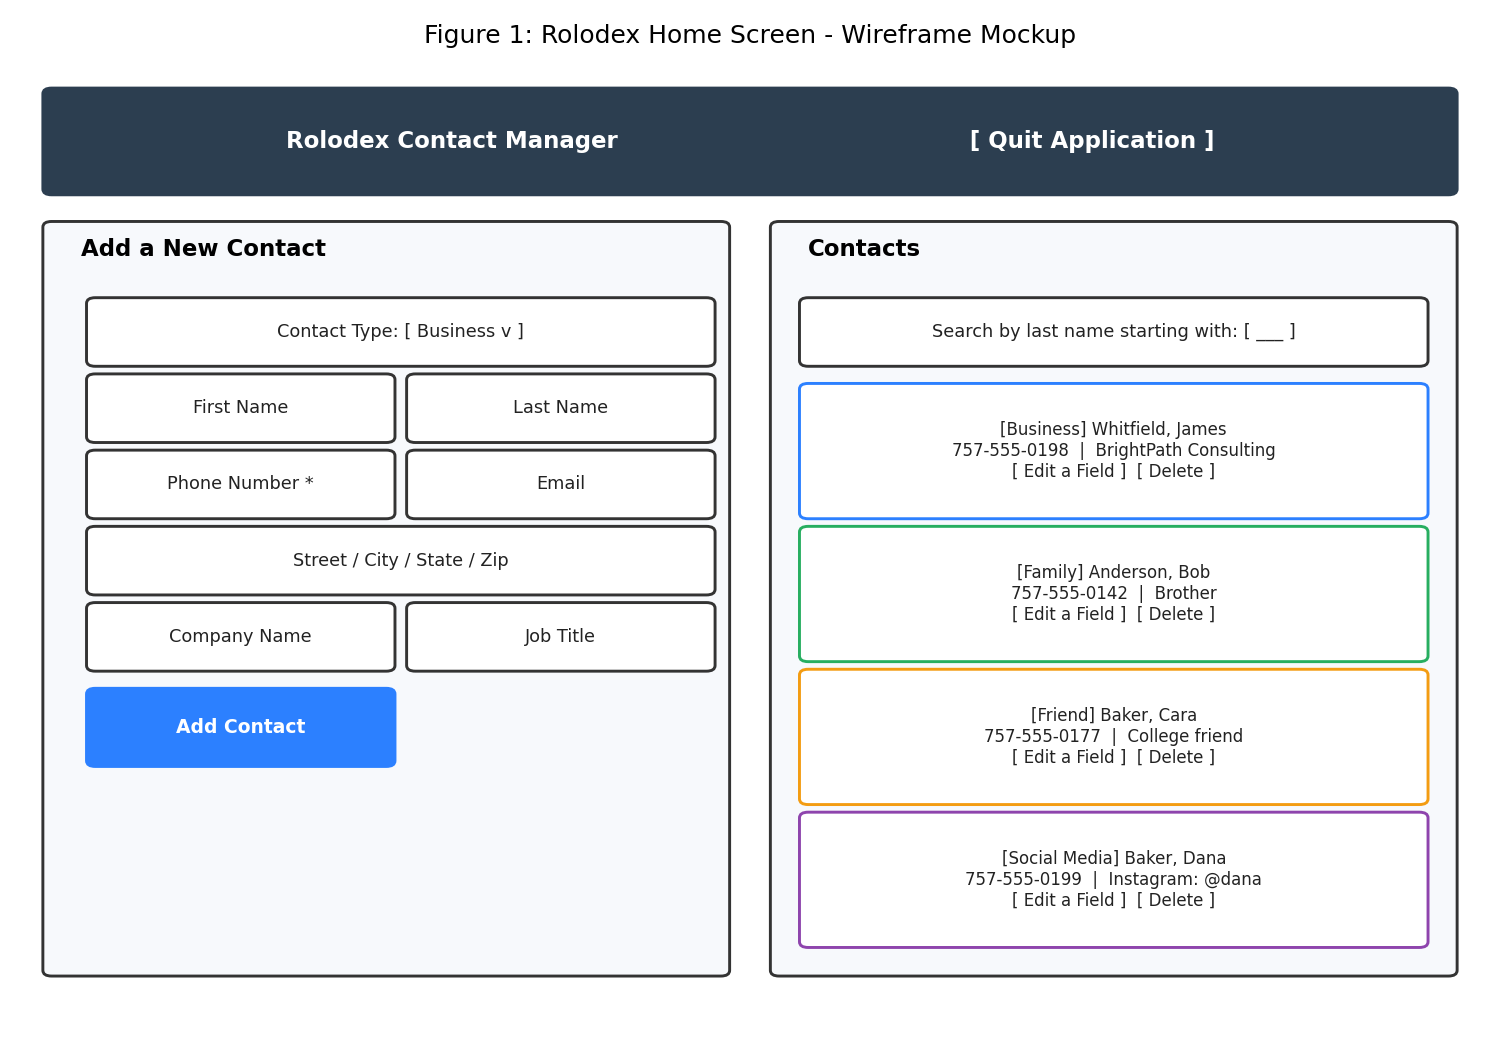 Figure 1: Rolodex Home Screen - Wireframe Mockup
Rolodex Contact Manager
[ Quit Application ]
Add a New Contact
Contact Type: [ Business v ]
First Name
Last Name
Phone Number *
Email
Street / City / State / Zip
Company Name
Job Title
Add Contact
Contacts
Search by last name starting with: [ ___ ]
[Business] Whitfield, James
757-555-0198 | BrightPath Consulting
[ Edit a Field ] [ Delete ]
[Family] Anderson, Bob
757-555-0142 | Brother
[ Edit a Field ] [ Delete ]
[Friend] Baker, Cara
757-555-0177 | College friend
[ Edit a Field ] [ Delete ]
[Social Media] Baker, Dana
757-555-0199 | Instagram: @dana
[ Edit a Field ] [ Delete ]